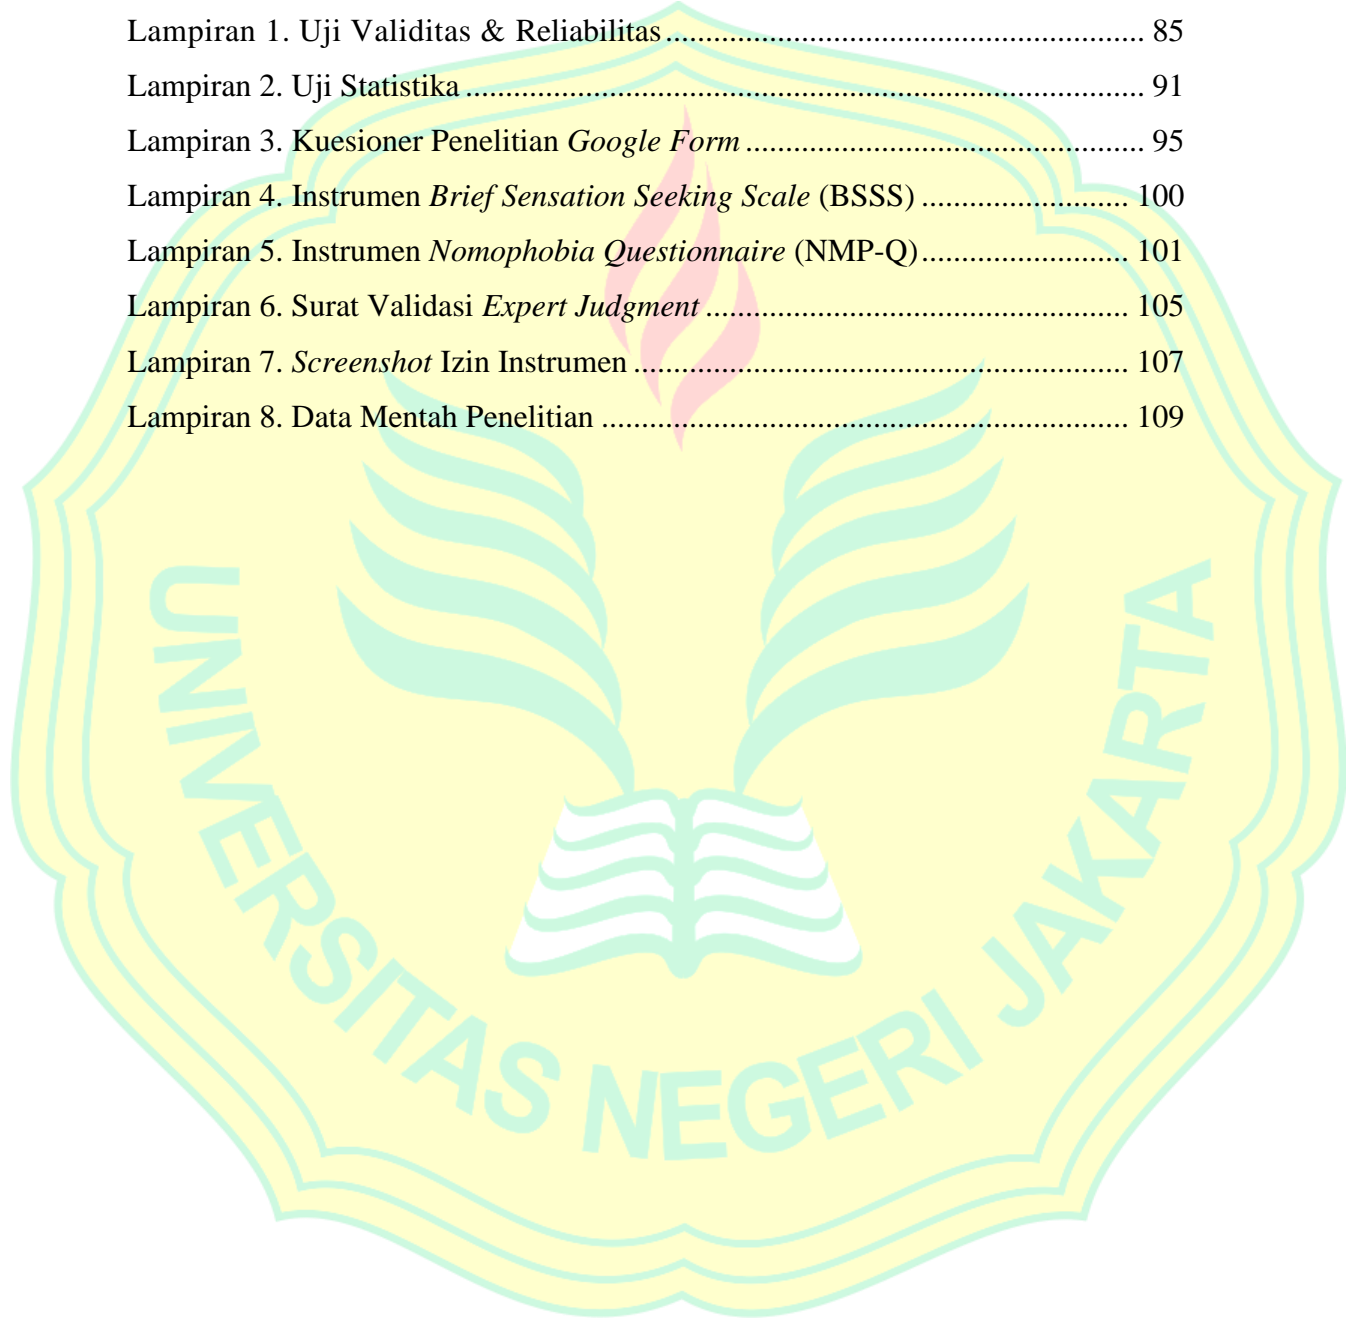 Lampiran 1. Uji Validitas & Reliabilitas ............................................................ 85
Lampiran 2. Uji Statistika ..................................................................................... 91
Lampiran 3. Kuesioner Penelitian Google Form .................................................. 95
Lampiran 4. Instrumen Brief Sensation Seeking Scale (BSSS) .......................... 100
Lampiran 5. Instrumen Nomophobia Questionnaire (NMP-Q) .......................... 101
Lampiran 6. Surat Validasi Expert Judgment ..................................................... 105
Lampiran 7. Screenshot Izin Instrumen .............................................................. 107
Lampiran 8. Data Mentah Penelitian .................................................................. 109
UNIVERSITAS NEGERI JAKARTA